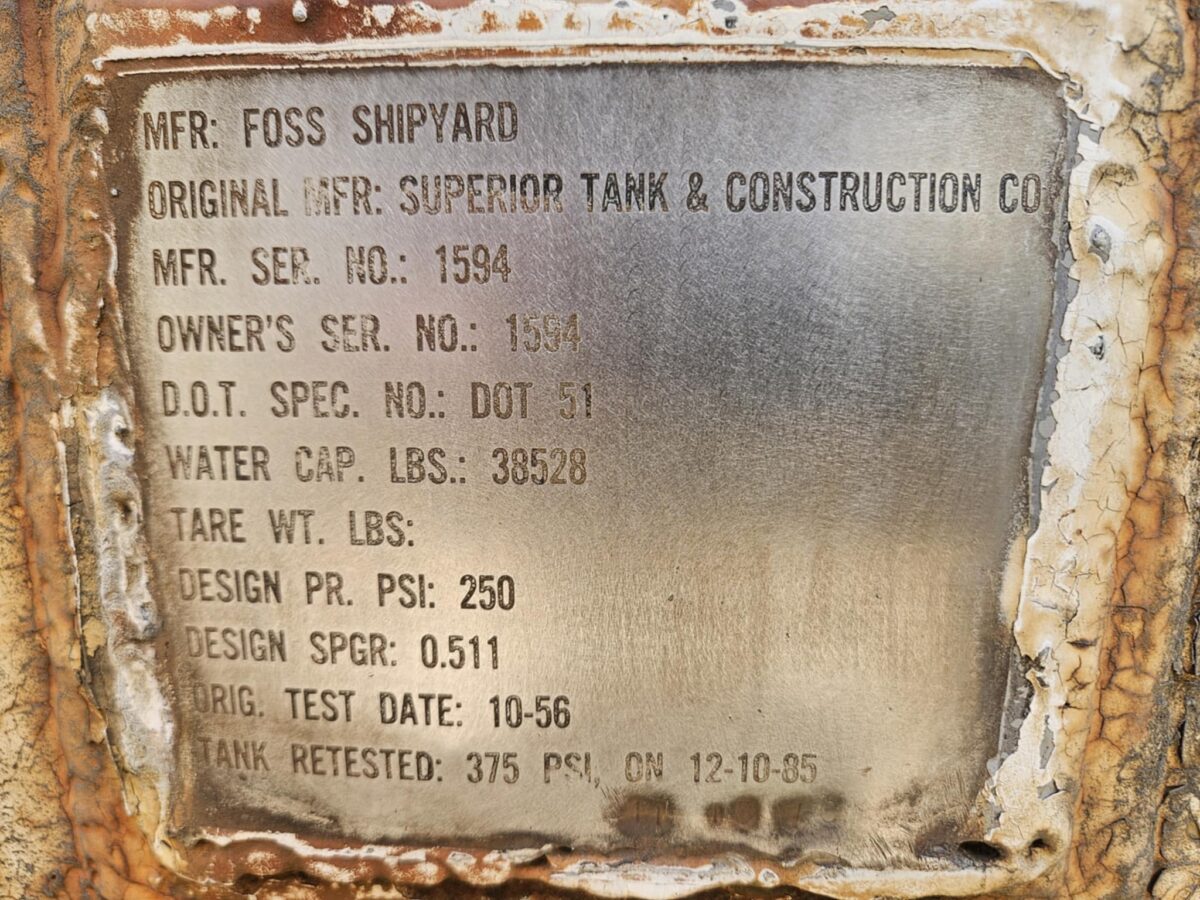 MFR: FOSS SHIPYARD
ORIGINAL MFR: SUPERIOR TANK & CONSTRUCTION CO
MFR. SER. NO.: 1594
OWNER'S SER. NO.: 1594
D.O.T. SPEC. NO.: DOT 51
WATER CAP. LBS.: 38528
TARE WT. LBS:
DESIGN PR. PSI: 250
DESIGN SPGR: 0.511
ORIG. TEST DATE: 10-56
TANK RETESTED: 375 PSI, ON 12-10-85